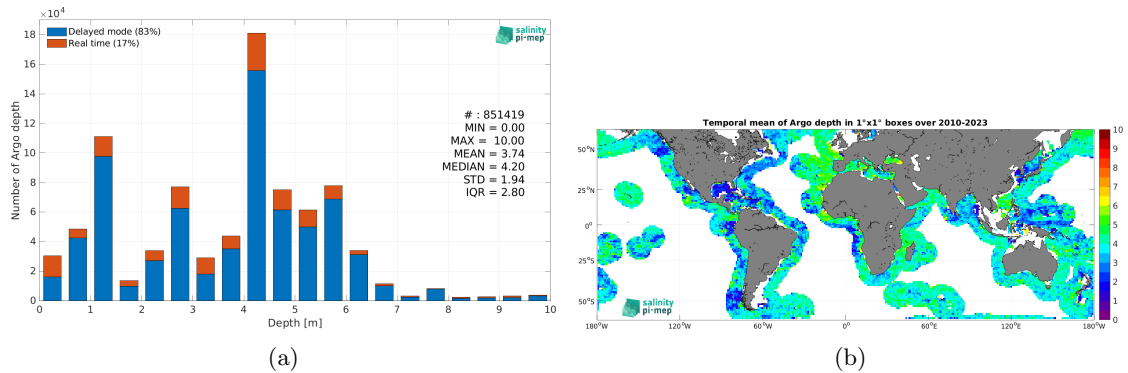 ×10⁴
18
16
14
12
10
8
6
4
2
0
Number of Argo depth
Delayed mode (83%)
Real time (17%)
salinity
pi-mep
# : 851419
MIN = 0.00
MAX = 10.00
MEAN = 3.74
MEDIAN = 4.20
STD = 1.94
IQR = 2.80
0 1 2 3 4 5 6 7 8 9 10
Depth [m]
(a)
Temporal mean of Argo depth in 1°x1° boxes over 2010-2023
50°N
25°N
0°
25°S
50°S
salinity
pi-mep
180°W 120°W 60°W 0° 60°E 120°E 180°W
10
9
8
7
6
5
4
3
2
1
0
(b)